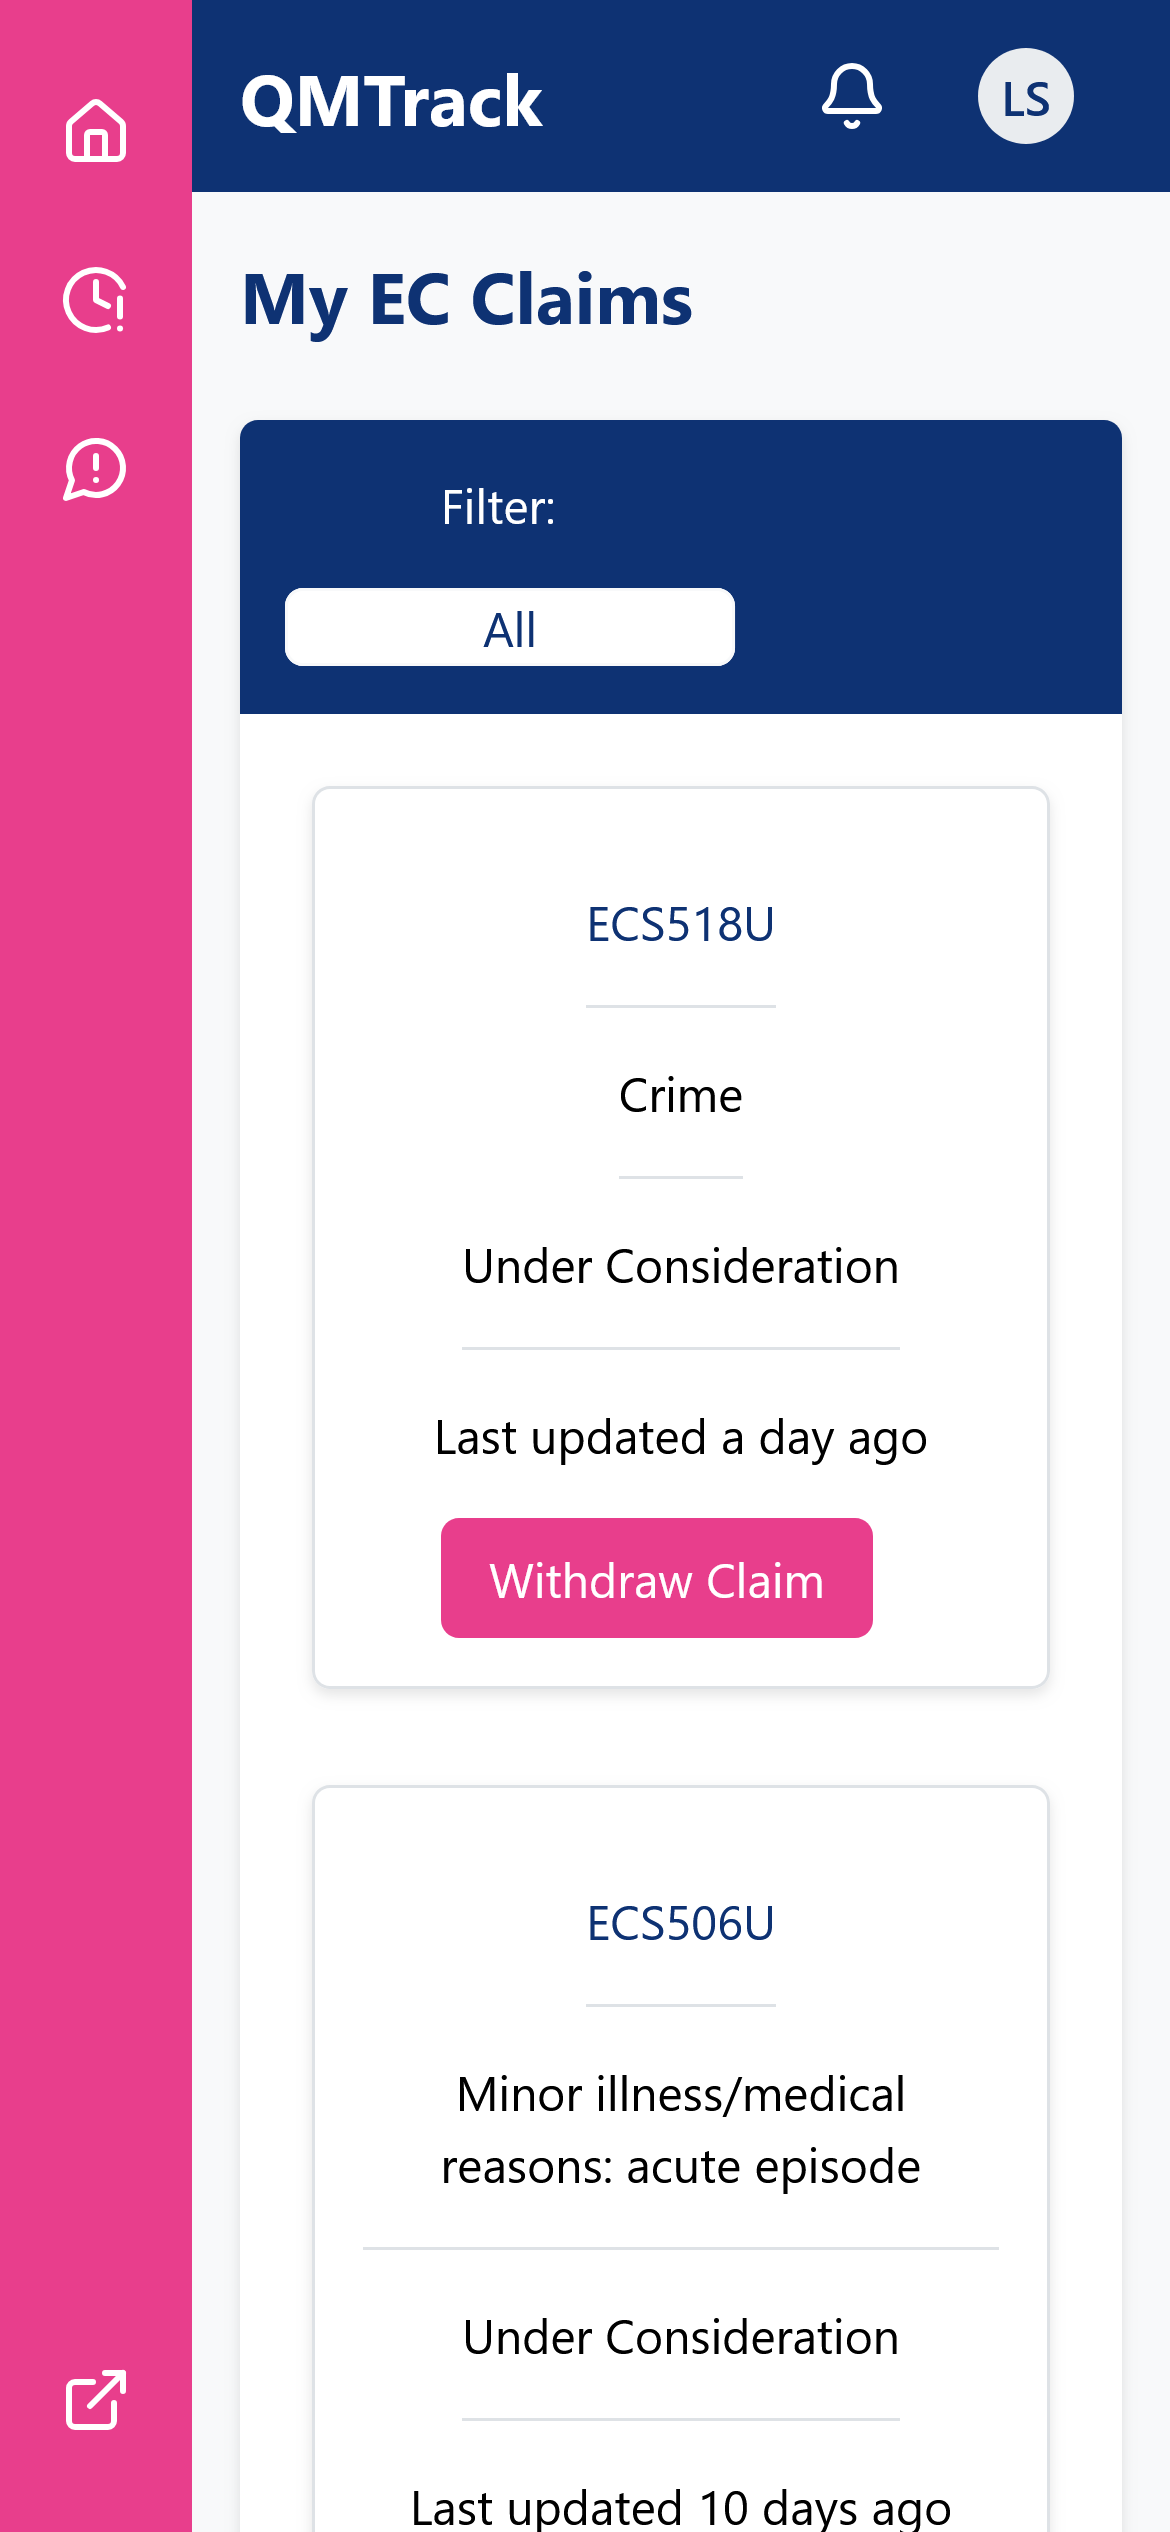 QMTrack
LS
My EC Claims
Filter:
All
ECS518U
Crime
Under Consideration
Last updated a day ago
Withdraw Claim
ECS506U
Minor illness/medical
reasons: acute episode
Under Consideration
Last updated 10 days ago